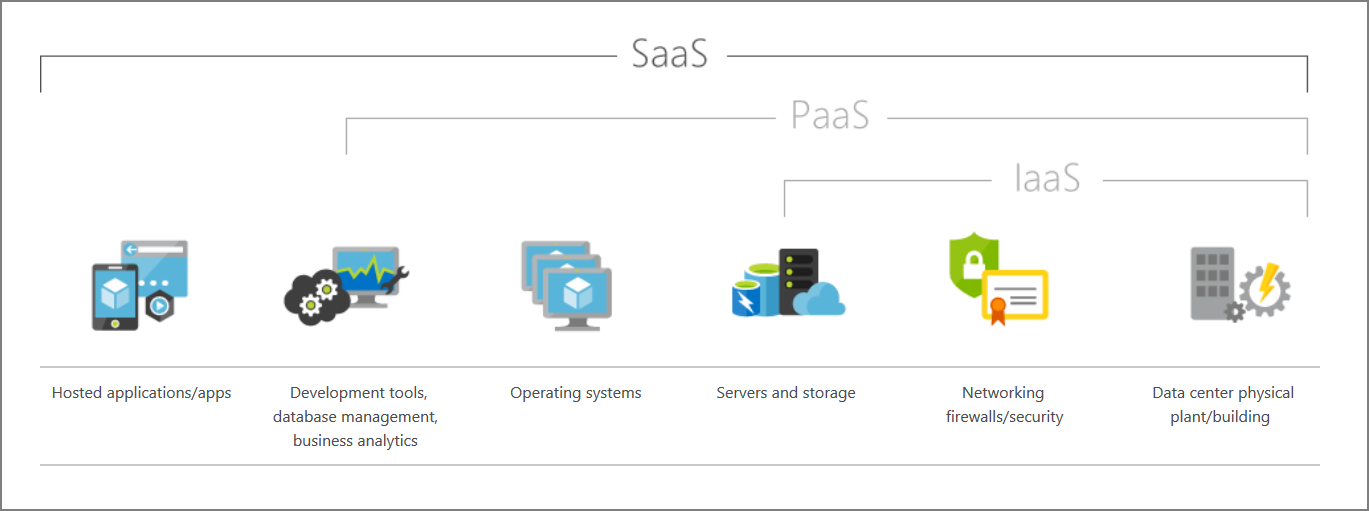 SaaS
PaaS
IaaS
Hosted applications/apps
Development tools,
database management,
business analytics
Operating systems
Servers and storage
Networking
firewalls/security
Data center physical
plant/building